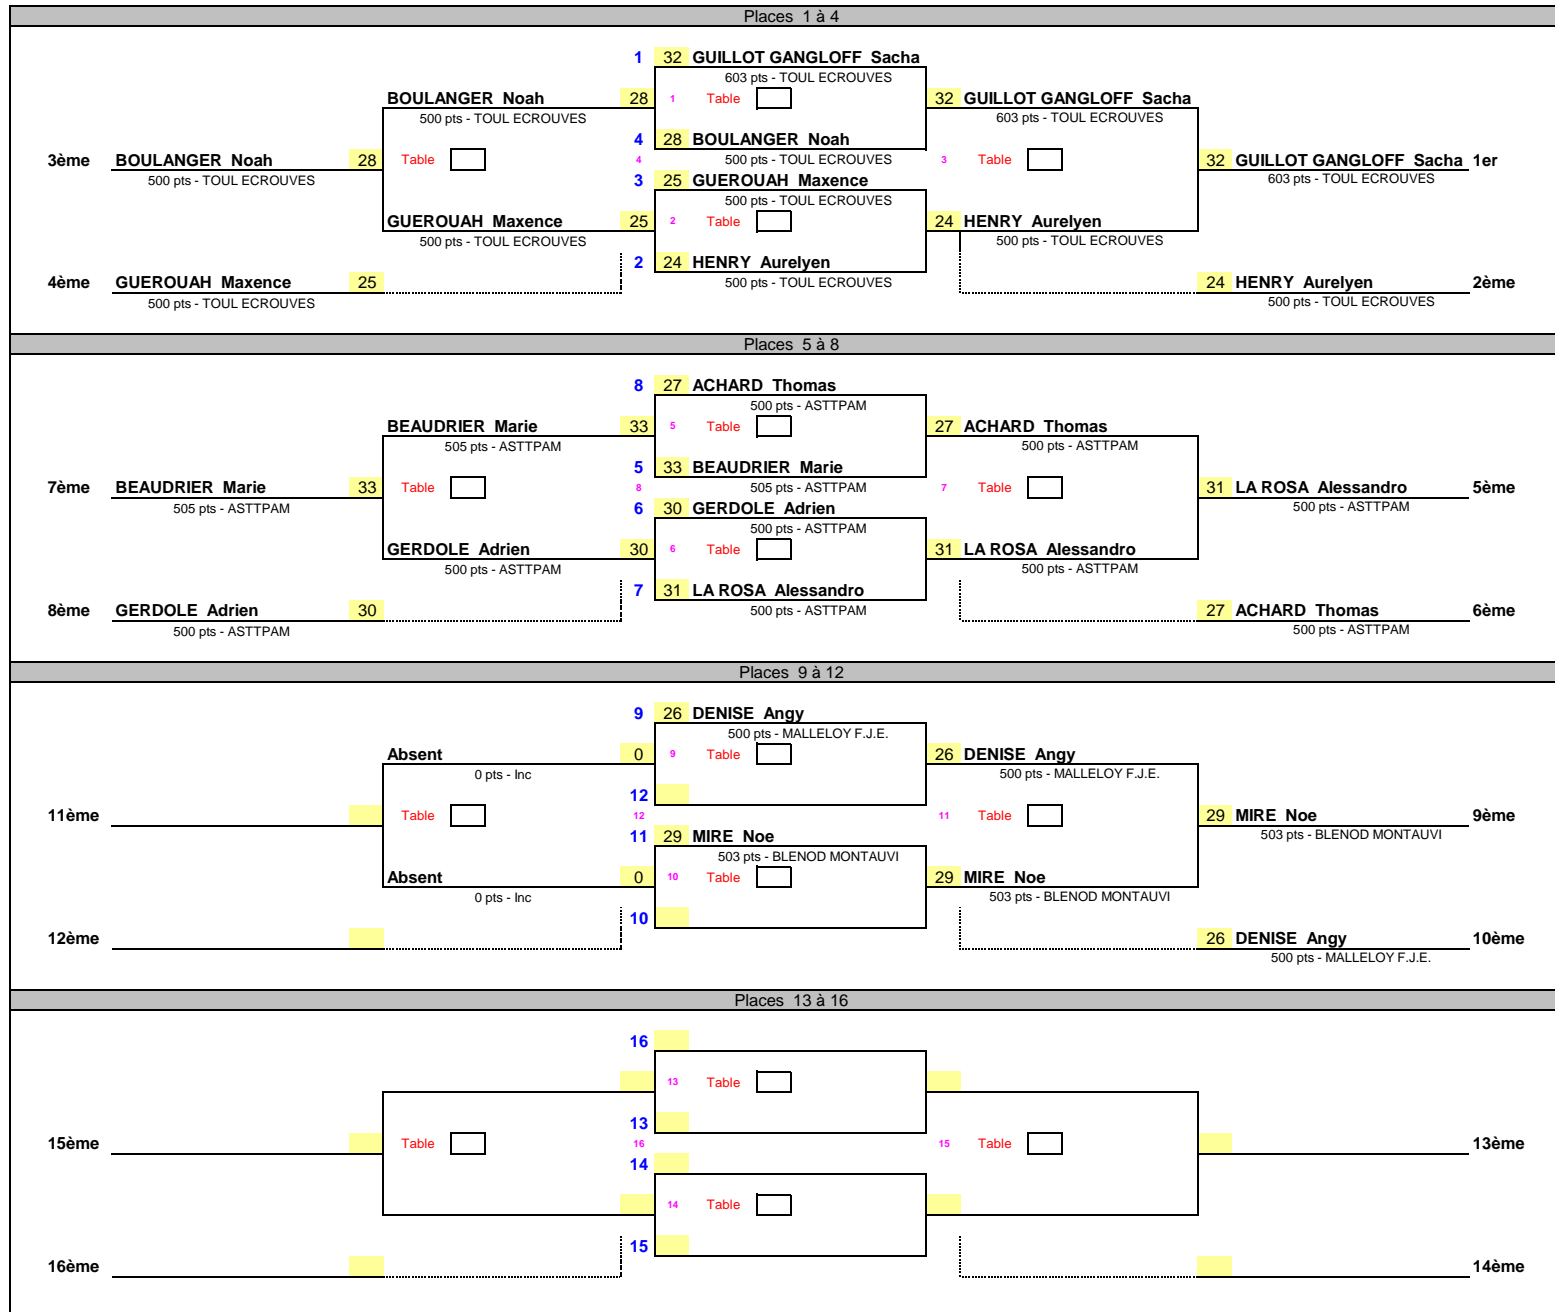 Places 1 à 4
1 32 GUILLOT GANGLOFF Sacha
603 pts - TOUL ECROUVES
BOULANGER Noah 28 1 Table 32 GUILLOT GANGLOFF Sacha
500 pts - TOUL ECROUVES 603 pts - TOUL ECROUVES
4 28 BOULANGER Noah
3ème BOULANGER Noah 28 Table 4 500 pts - TOUL ECROUVES 3 Table 32 GUILLOT GANGLOFF Sacha 1er
500 pts - TOUL ECROUVES 3 25 GUEROUAH Maxence 603 pts - TOUL ECROUVES
500 pts - TOUL ECROUVES
GUEROUAH Maxence 25 2 Table 24 HENRY Aurelyen
500 pts - TOUL ECROUVES 500 pts - TOUL ECROUVES
2 24 HENRY Aurelyen
4ème GUEROUAH Maxence 25 500 pts - TOUL ECROUVES 24 HENRY Aurelyen 2ème
500 pts - TOUL ECROUVES 500 pts - TOUL ECROUVES
Places 5 à 8
8 27 ACHARD Thomas
500 pts - ASTTPAM
BEAUDRIER Marie 33 5 Table 27 ACHARD Thomas
505 pts - ASTTPAM 500 pts - ASTTPAM
5 33 BEAUDRIER Marie
7ème BEAUDRIER Marie 33 Table 8 505 pts - ASTTPAM 7 Table 31 LA ROSA Alessandro 5ème
505 pts - ASTTPAM 6 30 GERDOLE Adrien 500 pts - ASTTPAM
500 pts - ASTTPAM
GERDOLE Adrien 30 6 Table 31 LA ROSA Alessandro
500 pts - ASTTPAM 500 pts - ASTTPAM
7 31 LA ROSA Alessandro
8ème GERDOLE Adrien 30 500 pts - ASTTPAM 27 ACHARD Thomas 6ème
500 pts - ASTTPAM 500 pts - ASTTPAM
Places 9 à 12
9 26 DENISE Angy
500 pts - MALLELOY F.J.E.
Absent 0 9 Table 26 DENISE Angy
0 pts - Inc 500 pts - MALLELOY F.J.E.
12
11ème Table 12 11 Table 29 MIRE Noe 9ème
11 29 MIRE Noe 503 pts - BLENOD MONTAUVI
503 pts - BLENOD MONTAUVI
Absent 0 10 Table 29 MIRE Noe
0 pts - Inc 503 pts - BLENOD MONTAUVI
10
12ème 26 DENISE Angy 10ème
500 pts - MALLELOY F.J.E.
Places 13 à 16
16
13 Table
13
15ème Table 16 15 Table 13ème
14
14 Table
15
16ème 14ème